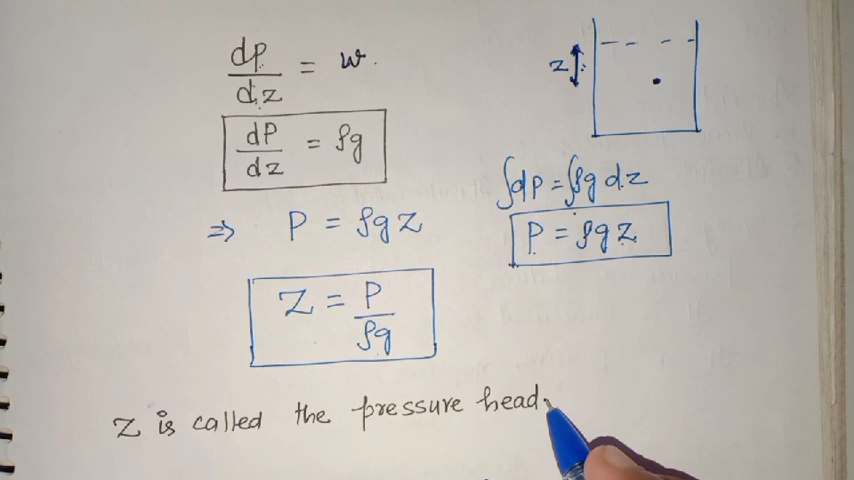 dP/dz = w.
dP/dz = ρg
⇒ P = ρgz
Z = P/ρg
Z is called the pressure head.
z
∫dP = ∫ρg dz
P = ρgz